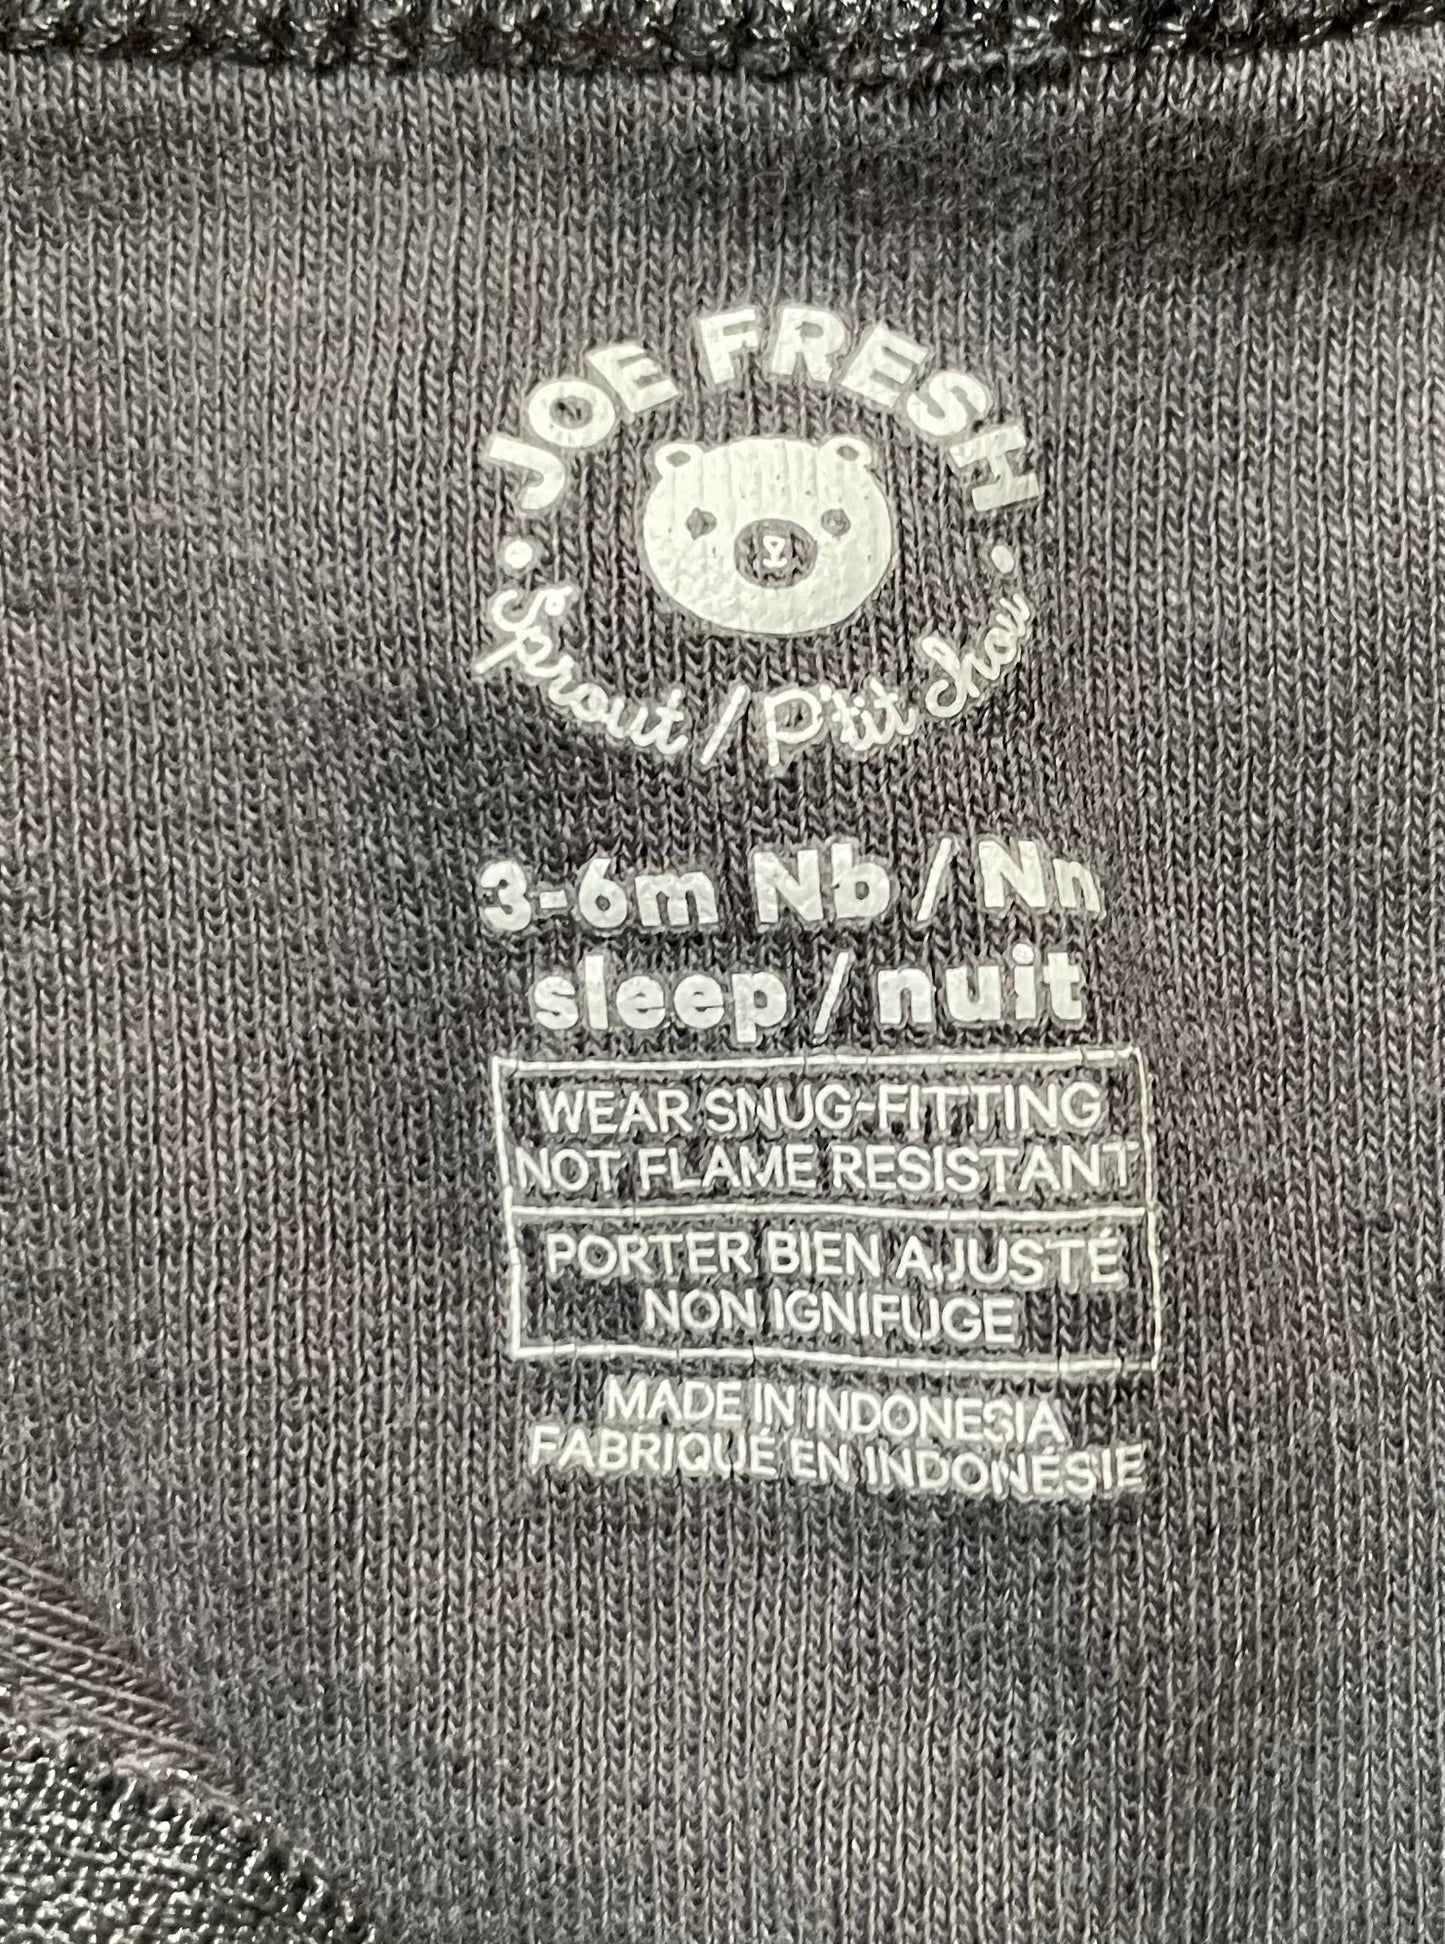 • JOE FRESH •
Sprout / P'tit chou
3-6m Nb / Nn
sleep / nuit
WEAR SNUG-FITTING
NOT FLAME RESISTANT
PORTER BIEN AJUSTÉ
NON IGNIFUGE
MADE IN INDONESIA
FABRIQUÉ EN INDONÉSIE